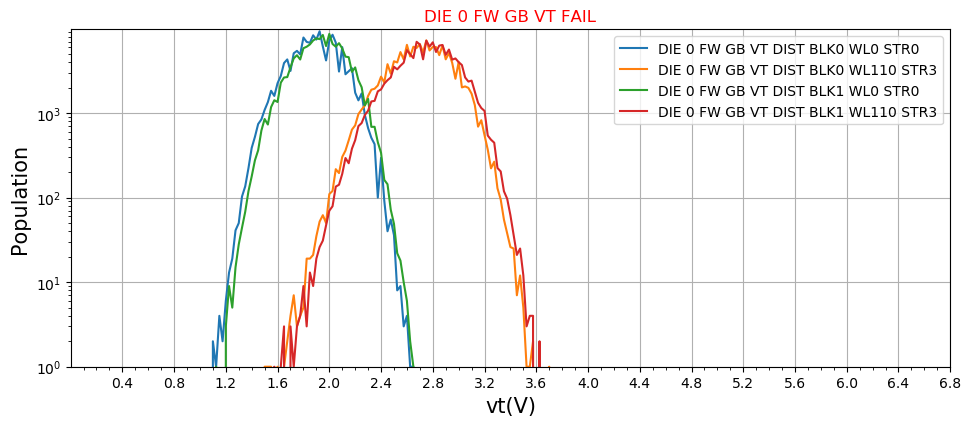 DIE 0 FW GB VT FAIL
DIE 0 FW GB VT DIST BLK0 WL0 STR0
DIE 0 FW GB VT DIST BLK0 WL110 STR3
DIE 0 FW GB VT DIST BLK1 WL0 STR0
DIE 0 FW GB VT DIST BLK1 WL110 STR3
Population
10³
10²
10¹
10⁰
0.4 0.8 1.2 1.6 2.0 2.4 2.8 3.2 3.6 4.0 4.4 4.8 5.2 5.6 6.0 6.4 6.8
vt(V)